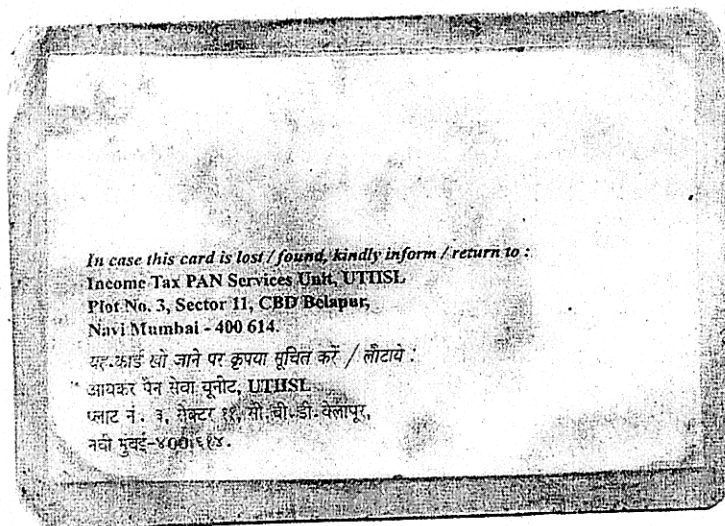 In case this card is lost / found, kindly inform / return to :
Income Tax PAN Services Unit, UTIISL
Plot No. 3, Sector 11, CBD Belapur,
Navi Mumbai - 400 614.
यह कार्ड खो जाने पर कृपया सूचित करें / लौटाये :
आयकर पैन सेवा यूनीट, UTIISL
प्लाट नं. ३, सेक्टर ११, सी.बी.डी. बेलापूर,
नवी मुंबई-४०० ६१४.